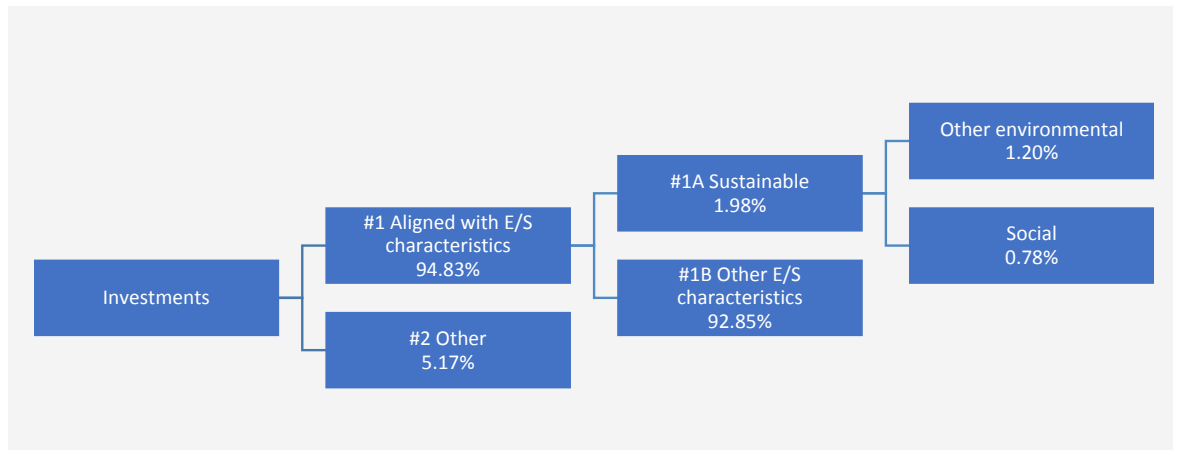 Investments
#1 Aligned with E/S
characteristics
94.83%
#2 Other
5.17%
#1A Sustainable
1.98%
#1B Other E/S
characteristics
92.85%
Other environmental
1.20%
Social
0.78%